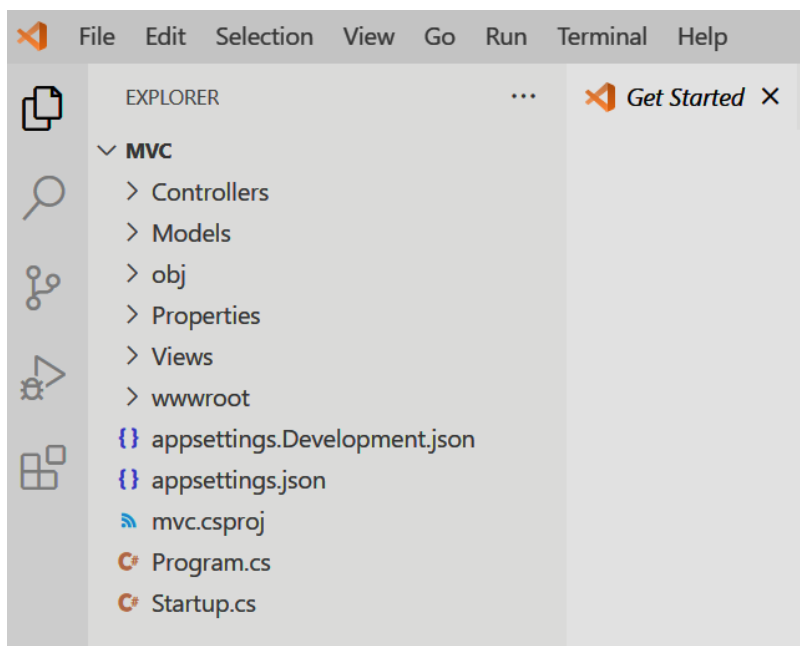 File Edit Selection View Go Run Terminal Help
EXPLORER ... Get Started
MVC
Controllers
Models
obj
Properties
Views
wwwroot
{} appsettings.Development.json
{} appsettings.json
mvc.csproj
C# Program.cs
C# Startup.cs